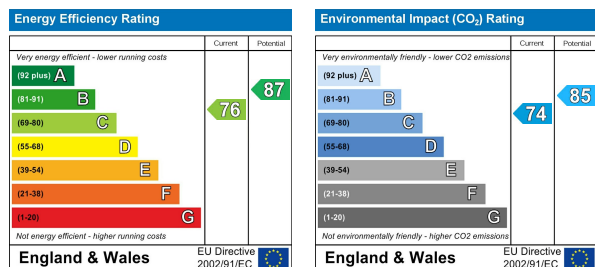 Energy Efficiency Rating
Current Potential
Very energy efficient - lower running costs
(92 plus) A
(81-91) B
(69-80) C
(55-68) D
(39-54) E
(21-38) F
(1-20) G
76
87
Not energy efficient - higher running costs
England & Wales
EU Directive
2002/91/EC
Environmental Impact (CO₂) Rating
Current Potential
Very environmentally friendly - lower CO2 emissions
(92 plus) A
(81-91) B
(69-80) C
(55-68) D
(39-54) E
(21-38) F
(1-20) G
74
85
Not environmentally friendly - higher CO2 emissions
England & Wales
EU Directive
2002/91/EC